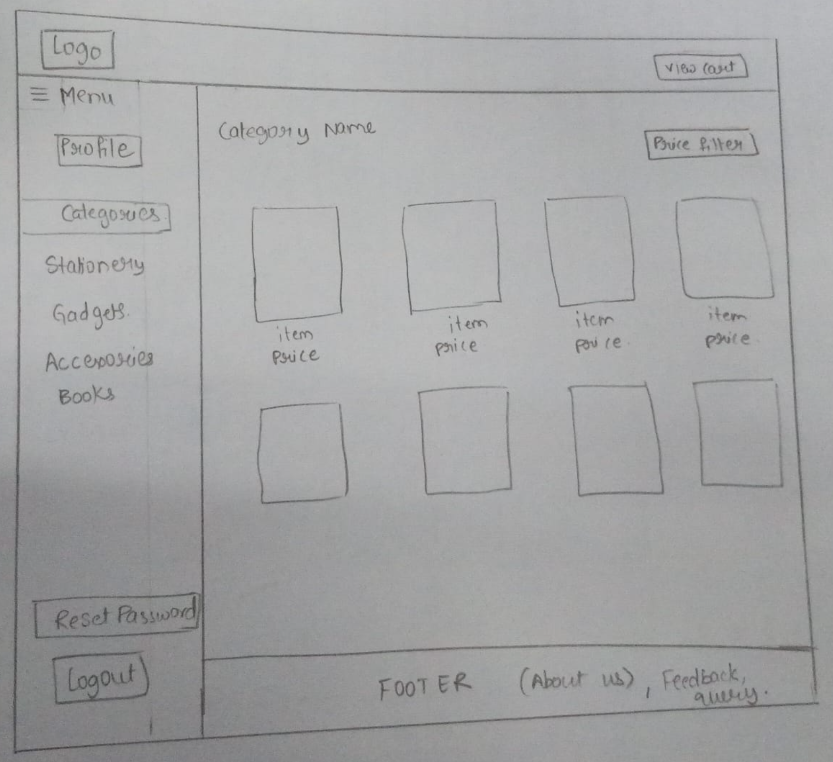 Logo
View Cart
≡ Menu
Profile
Categories
Stationery
Gadgets.
Accessories
Books
Reset Password
Logout
Category Name
Price filter
item
price
item
price
item
price.
item
price.
FOOTER (About us), Feedback,
query.